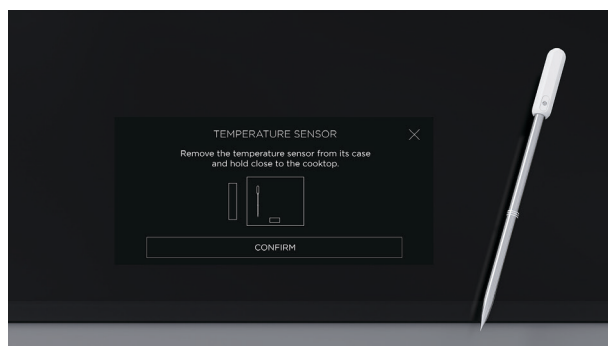 TEMPERATURE SENSOR
Remove the temperature sensor from its case
and hold close to the cooktop.
CONFIRM